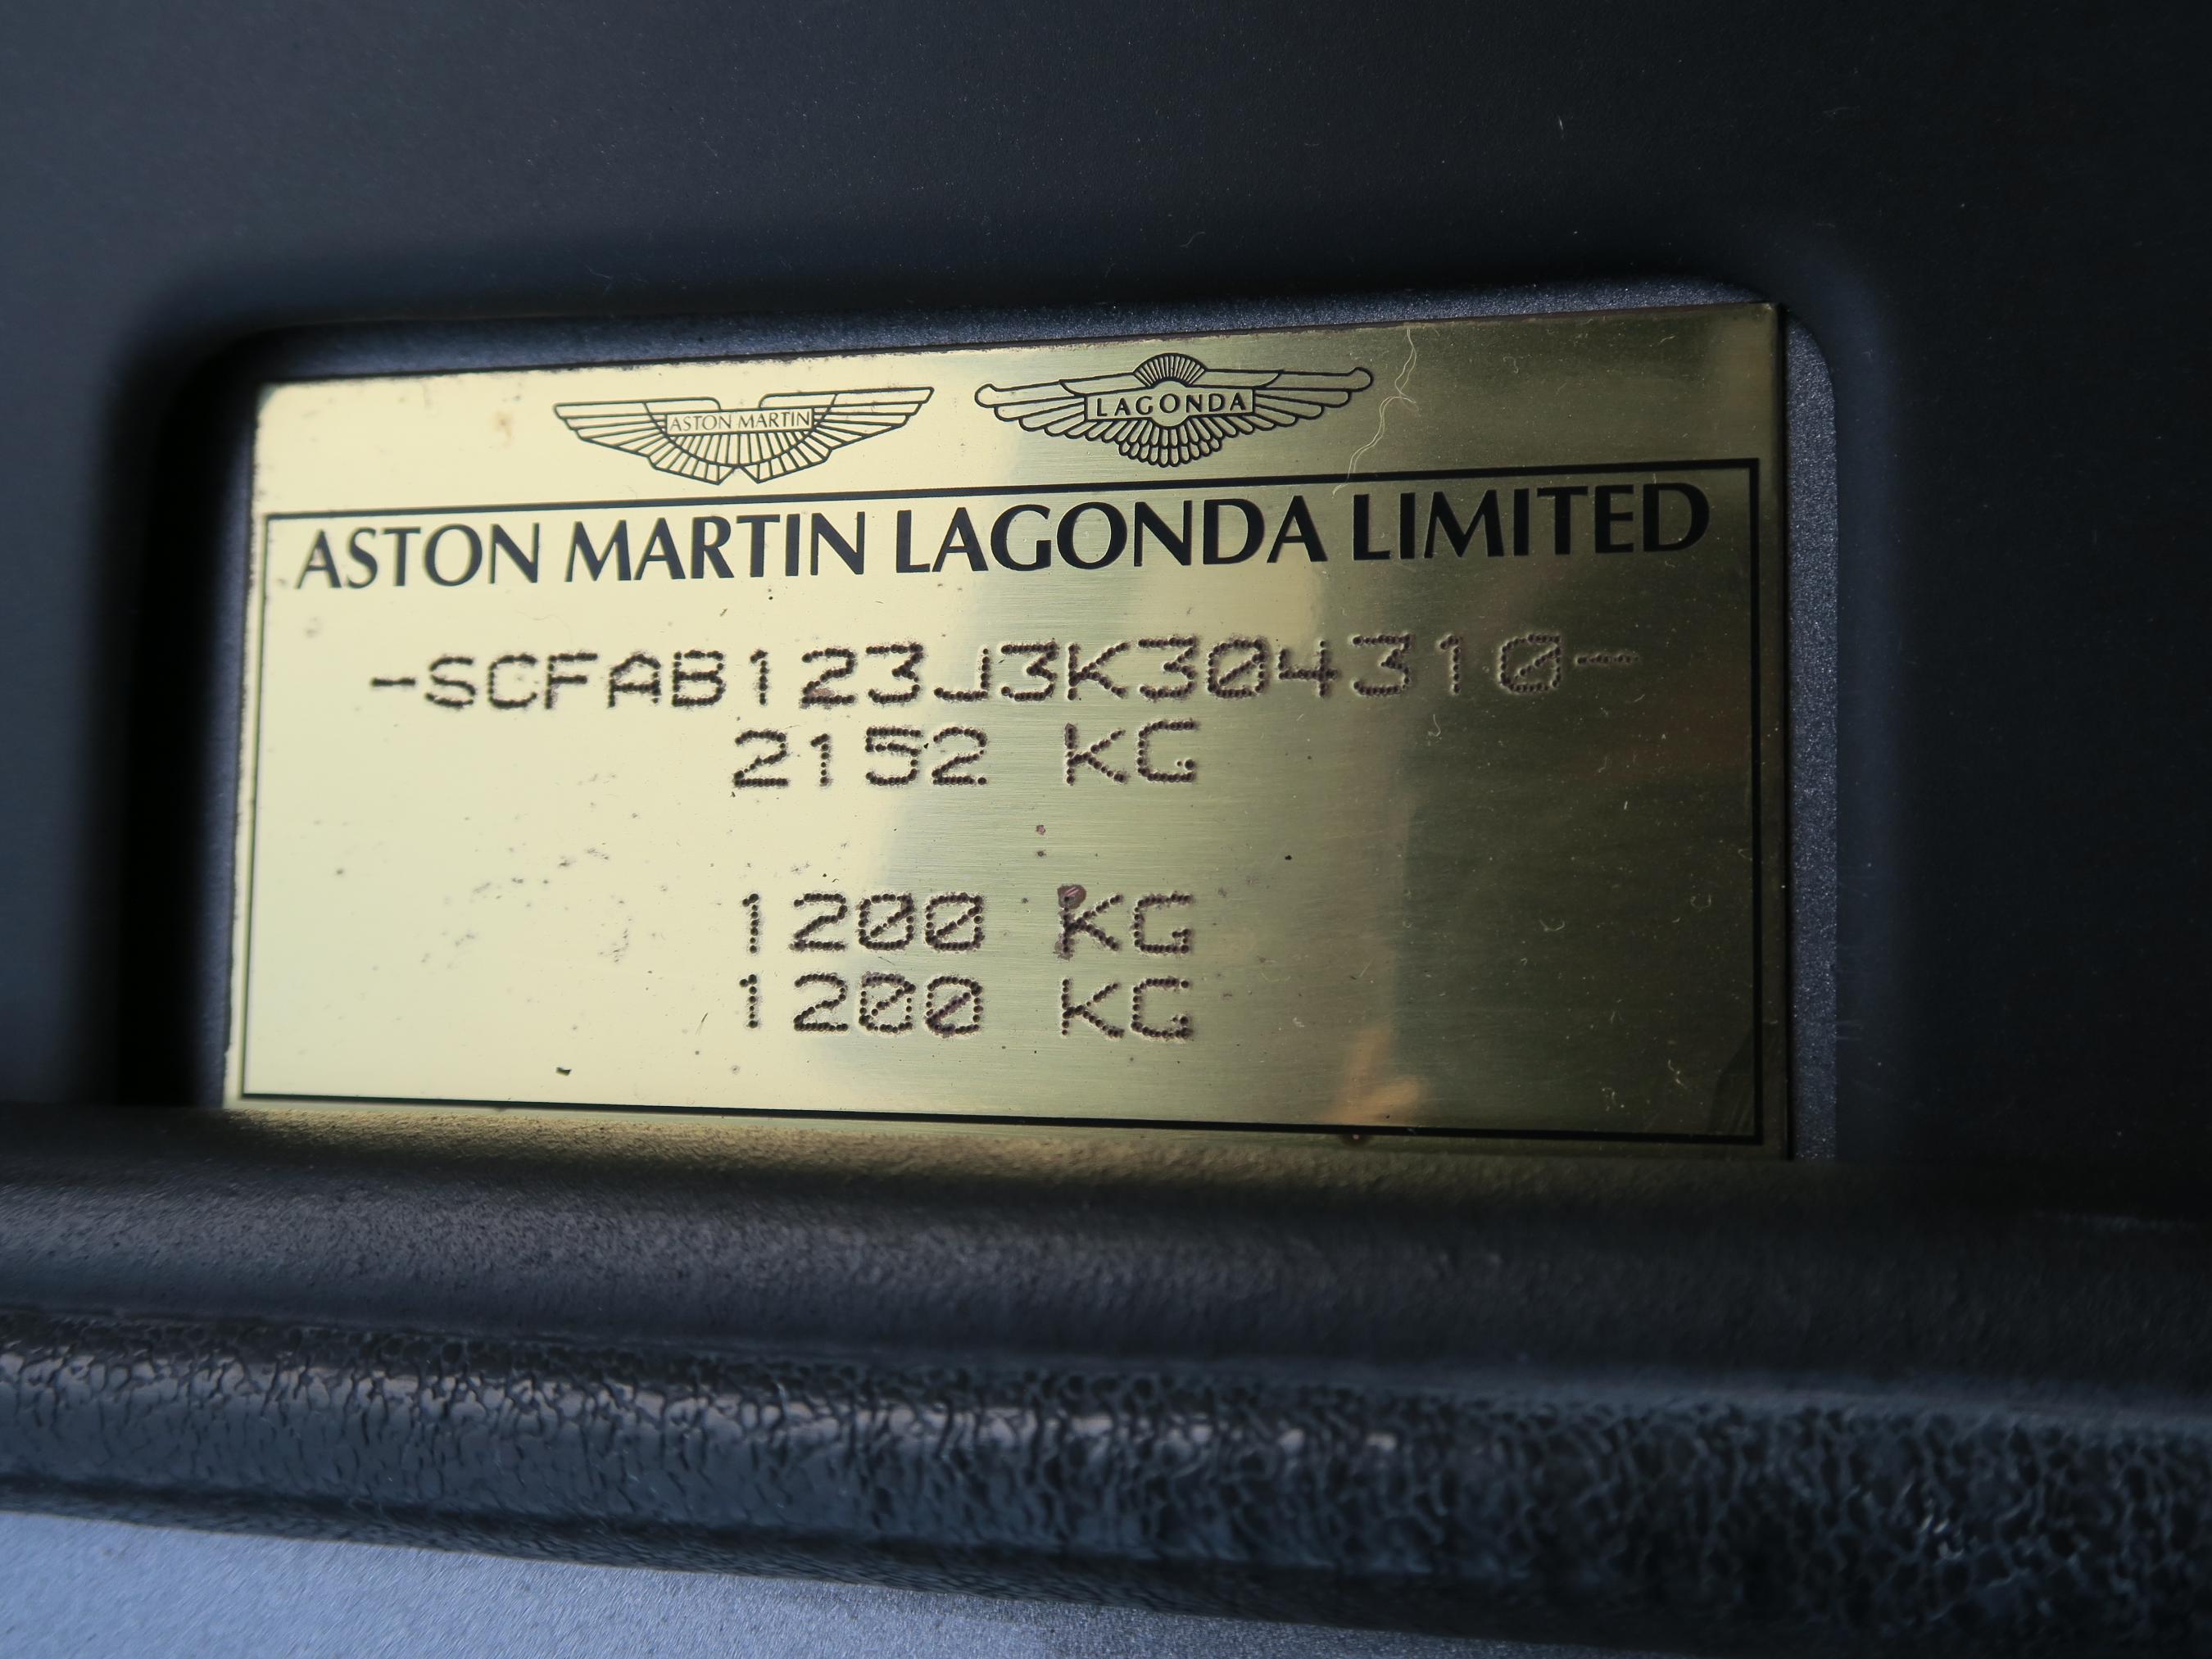 ASTON MARTIN LAGONDA
ASTON MARTIN LAGONDA LIMITED
-SCFAB123J3K304310-
2152 KG
1200 KG
1200 KG